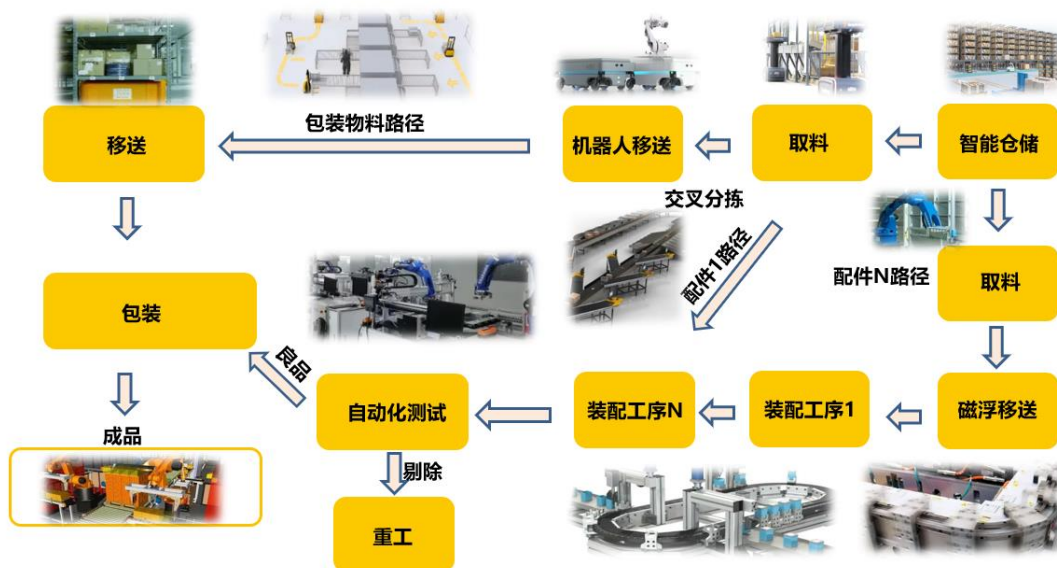 包装物料路径
移送
机器人移送
取料
智能仓储
交叉分拣
配件1路径
配件N路径
取料
包装
良品
自动化测试
装配工序N
装配工序1
磁浮移送
成品
剔除
重工